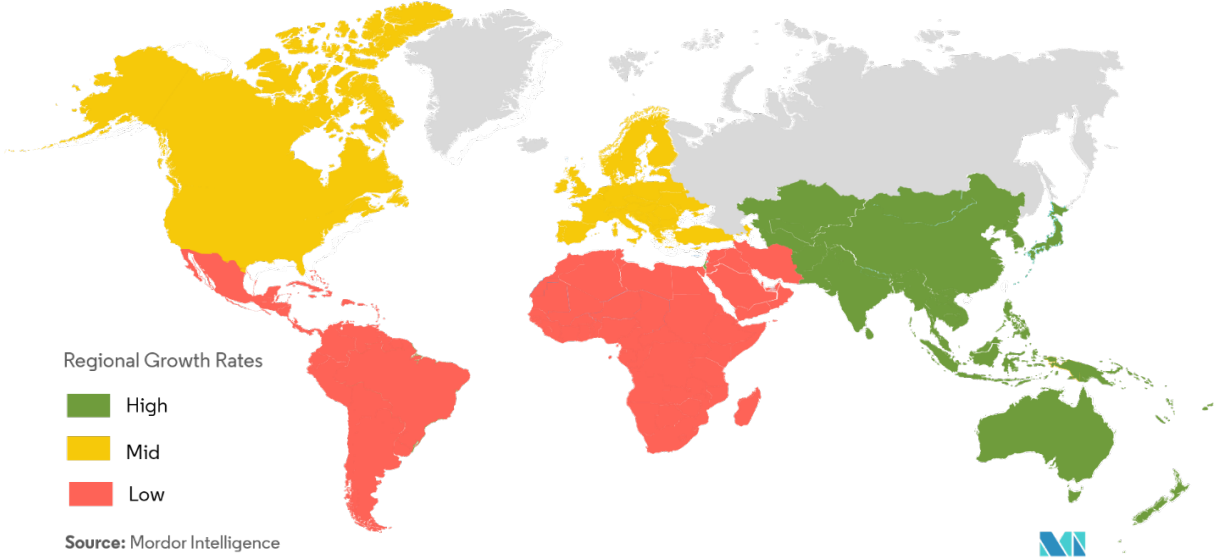 Regional Growth Rates
High
Mid
Low
Source: Mordor Intelligence